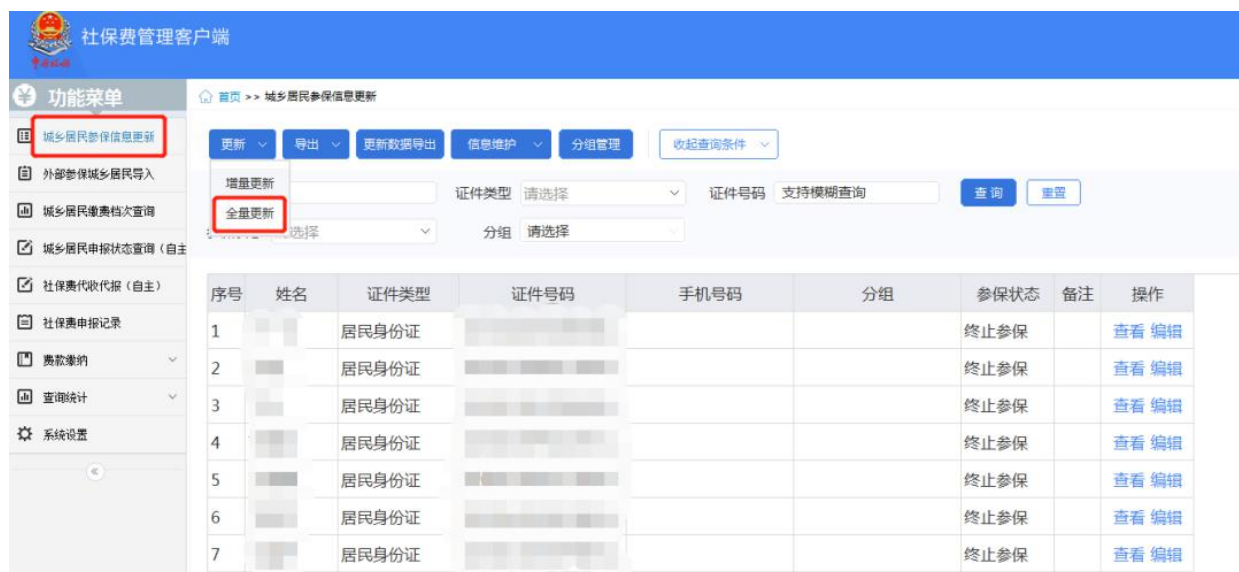 社保费管理客户端
功能菜单
首页 >> 城乡居民参保信息更新
城乡居民参保信息更新
外部参保城乡居民导入
城乡居民缴费档次查询
城乡居民申报状态查询（自主
社保费代收代报（自主）
社保费申报记录
费款缴纳
查询统计
系统设置
更新 导出 更新数据导出 信息维护 分组管理 收起查询条件
增量更新
全量更新
证件类型 请选择 证件号码 支持模糊查询 查询 重置
选择 分组 请选择
序号 姓名 证件类型 证件号码 手机号码 分组 参保状态 备注 操作
1 居民身份证 终止参保 查看 编辑
2 居民身份证 终止参保 查看 编辑
3 居民身份证 终止参保 查看 编辑
4 居民身份证 终止参保 查看 编辑
5 居民身份证 终止参保 查看 编辑
6 居民身份证 终止参保 查看 编辑
7 居民身份证 终止参保 查看 编辑